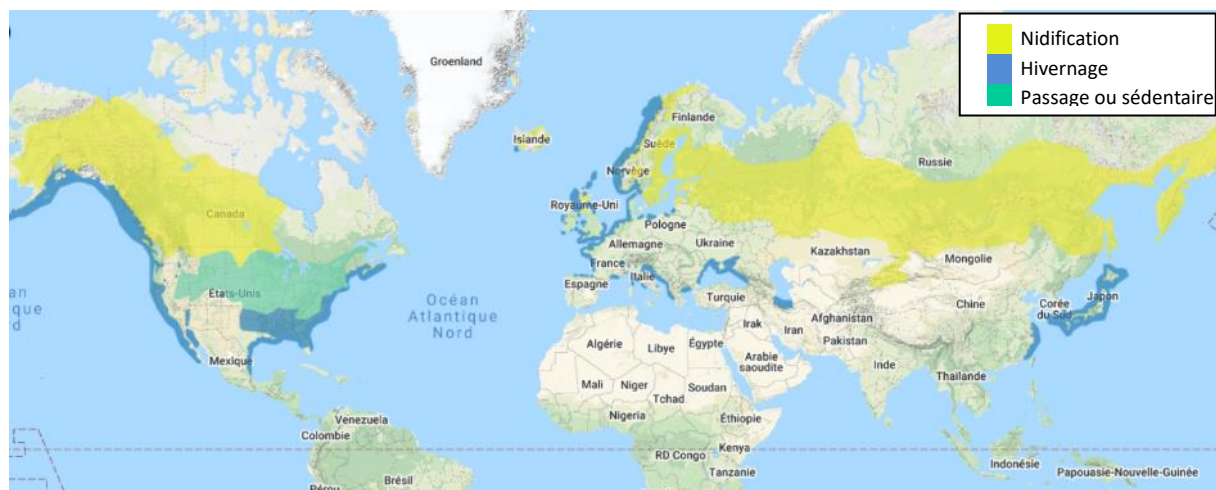 Nidification
Hivernage
Passage ou sédentaire
Groenland
Islande
Finlande
Suède
Norvège
Russie
Royaume-Uni
Canada
Pologne
Allemagne
Ukraine
France
Kazakhstan
Mongolie
Italie
Espagne
Turquie
États-Unis
Océan
Atlantique
Nord
an
d
Chine
Corée
du Sud
Japon
Afghanistan
Irak
Iran
Pakistan
Algérie
Libye
Égypte
Arabie
saoudite
Inde
Mexique
Mali
Niger
Tchad
Soudan
Thaïlande
Nigeria
Éthiopie
Venezuela
Colombie
RD Congo
Kenya
Tanzanie
Indonésie
Papouasie-Nouvelle-Guinée
Brésil
Pérou